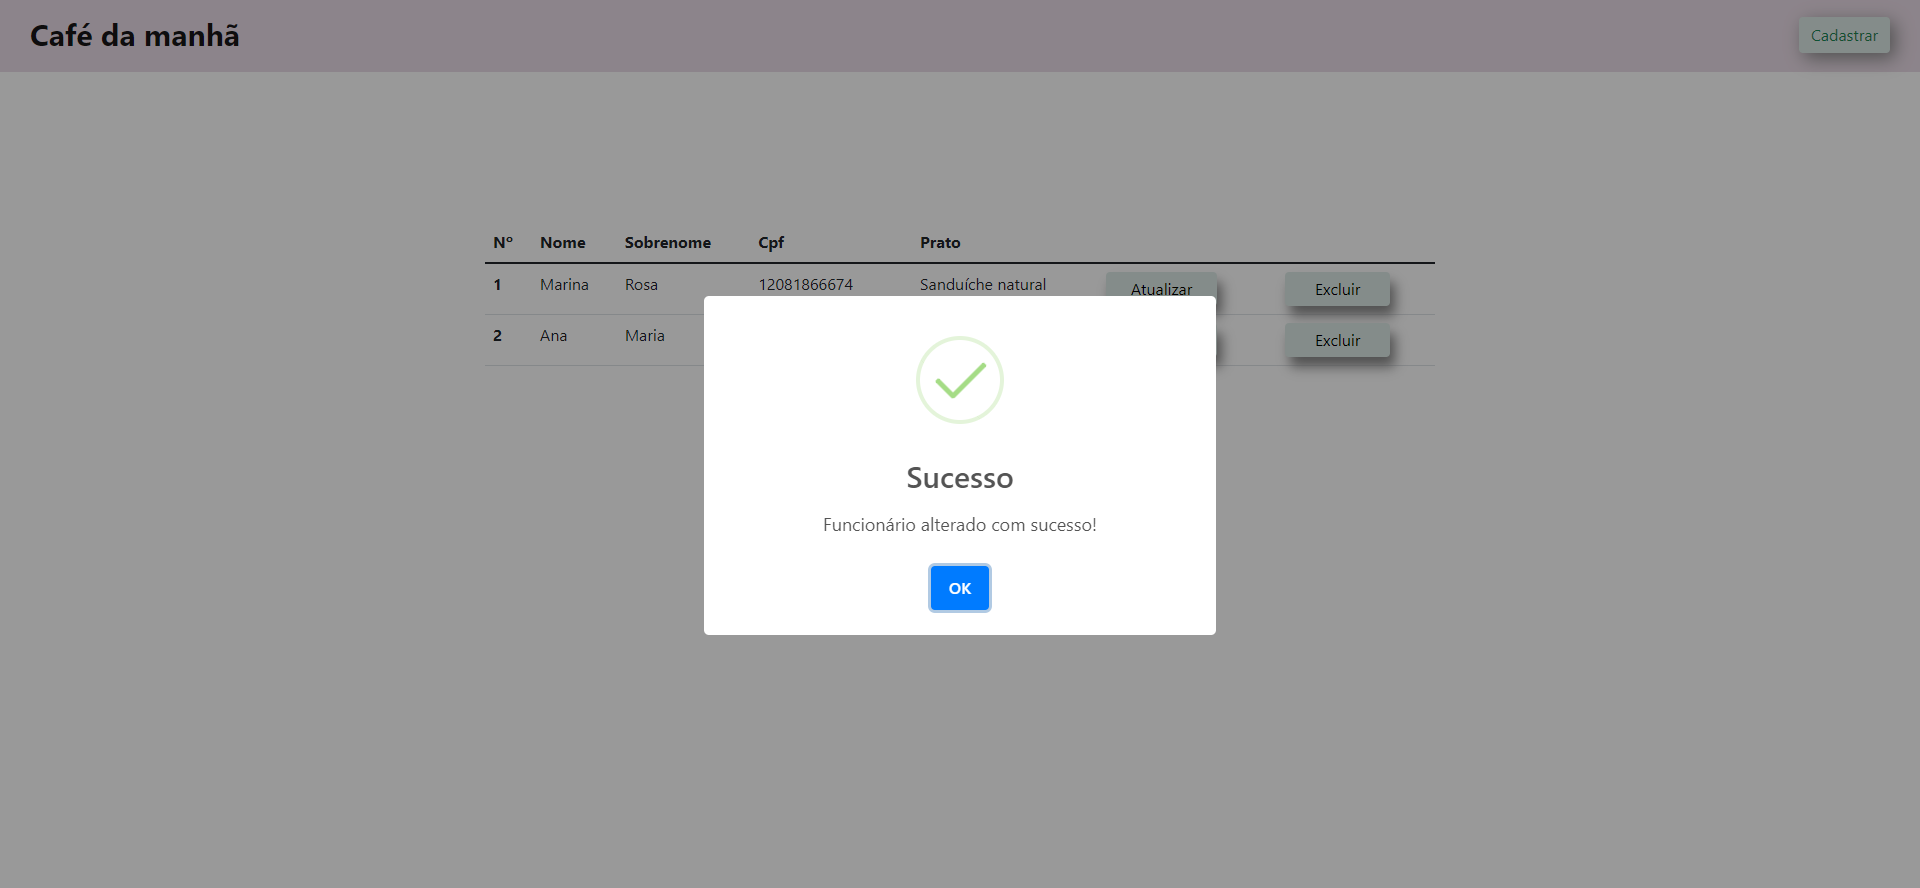 Café da manhã
Cadastrar
Nº Nome Sobrenome Cpf Prato
1 Marina Rosa 12081866674 Sanduíche natural Atualizar Excluir
2 Ana Maria Excluir
Sucesso
Funcionário alterado com sucesso!
OK